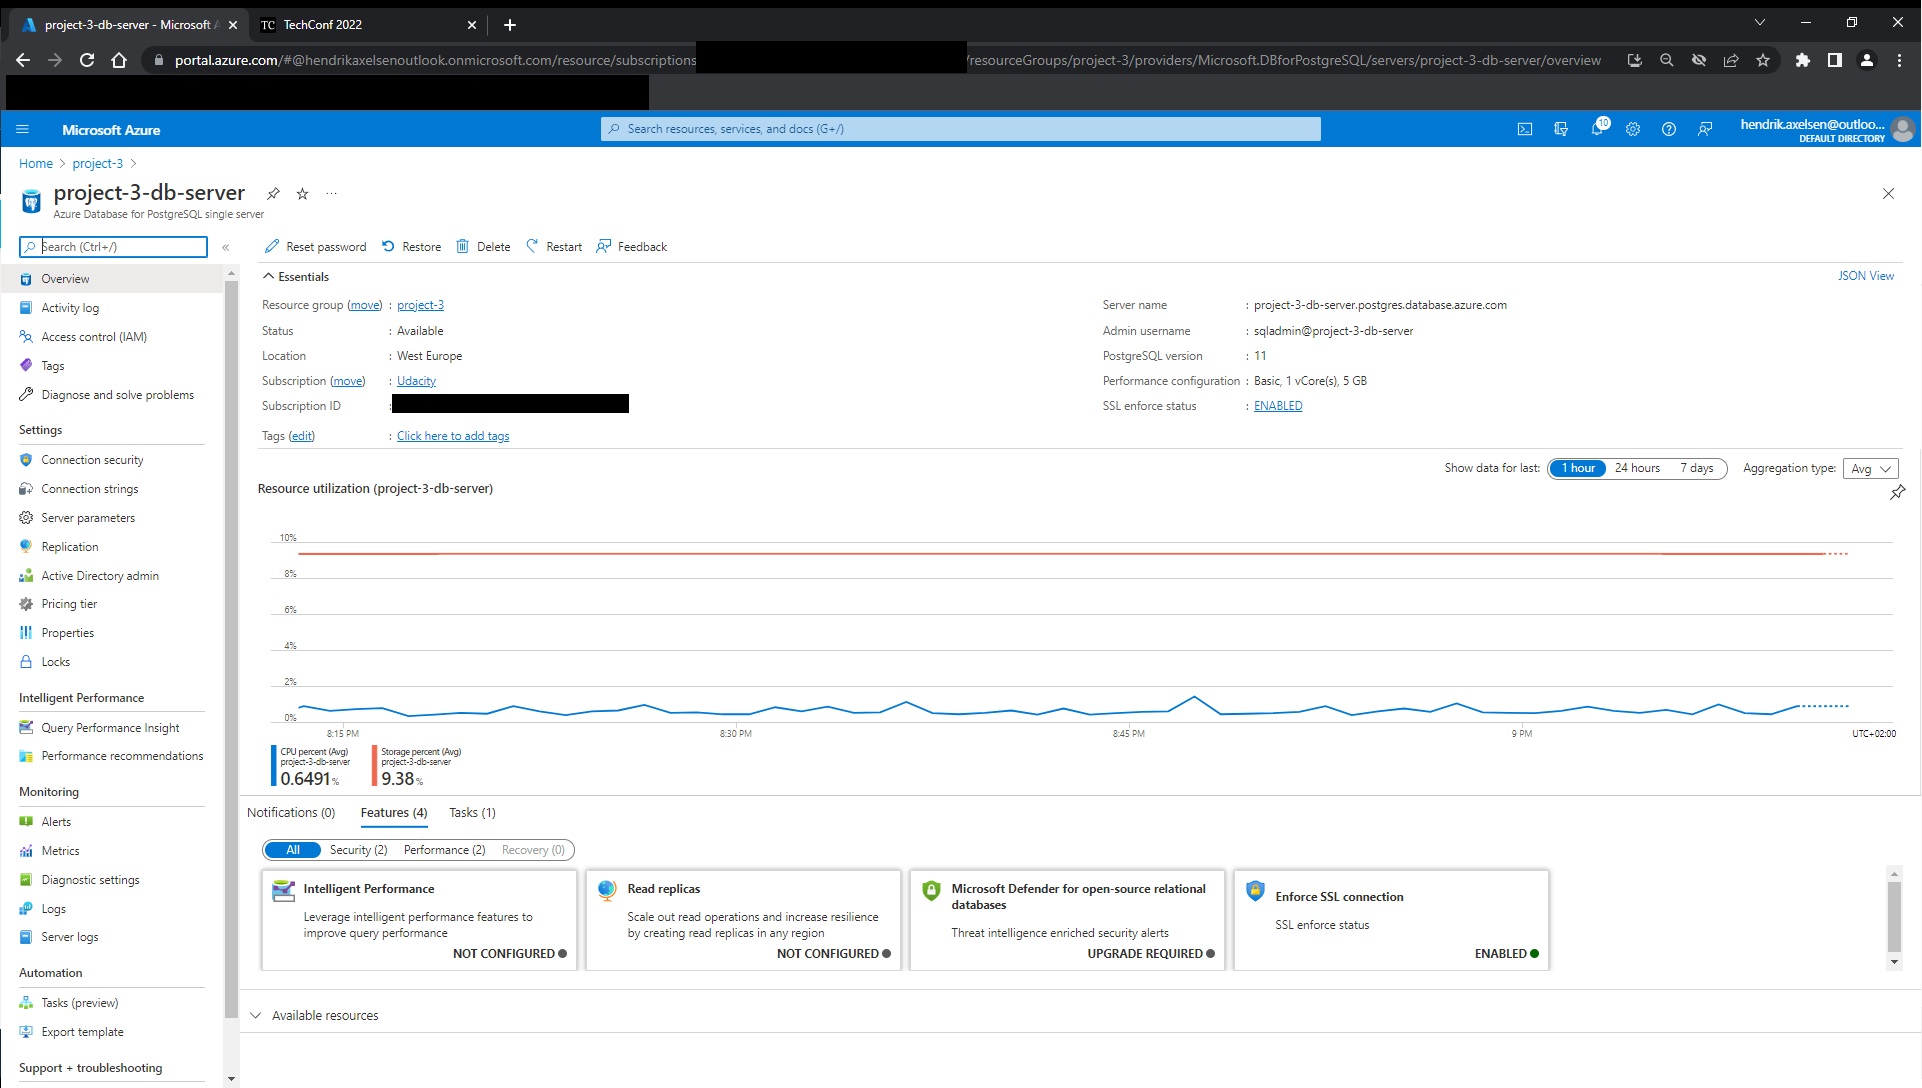 project-3-db-server - Microsoft A
TC TechConf 2022
portal.azure.com/#@hendrikaxelsenoutlook.onmicrosoft.com/resource/subscriptions
/resourceGroups/project-3/providers/Microsoft.DBforPostgreSQL/servers/project-3-db-server/overview
Microsoft Azure
Search resources, services, and docs (G+/)
10
hendrik.axelsen@outloo...
DEFAULT DIRECTORY
Home > project-3 >
project-3-db-server
...
Azure Database for PostgreSQL single server
Search (Ctrl+/)
«
Overview
Activity log
Access control (IAM)
Tags
Diagnose and solve problems
Settings
Connection security
Connection strings
Server parameters
Replication
Active Directory admin
Pricing tier
Properties
Locks
Intelligent Performance
Query Performance Insight
Performance recommendations
Monitoring
Alerts
Metrics
Diagnostic settings
Logs
Server logs
Automation
Tasks (preview)
Export template
Support + troubleshooting
Reset password
Restore
Delete
Restart
Feedback
Essentials
JSON View
Resource group (move) : project-3
Status : Available
Location : West Europe
Subscription (move) : Udacity
Subscription ID :
Tags (edit) : Click here to add tags
Server name : project-3-db-server.postgres.database.azure.com
Admin username : sqladmin@project-3-db-server
PostgreSQL version : 11
Performance configuration : Basic, 1 vCore(s), 5 GB
SSL enforce status : ENABLED
Show data for last: 1 hour 24 hours 7 days Aggregation type: Avg
Resource utilization (project-3-db-server)
10%
8%
6%
4%
2%
0%
8:15 PM 8:30 PM 8:45 PM 9 PM UTC+02:00
CPU percent (Avg)
project-3-db-server
0.6491 %
Storage percent (Avg)
project-3-db-server
9.38 %
Notifications (0) Features (4) Tasks (1)
All Security (2) Performance (2) Recovery (0)
Intelligent Performance
Leverage intelligent performance features to
improve query performance
NOT CONFIGURED
Read replicas
Scale out read operations and increase resilience
by creating read replicas in any region
NOT CONFIGURED
Microsoft Defender for open-source relational
databases
Threat intelligence enriched security alerts
UPGRADE REQUIRED
Enforce SSL connection
SSL enforce status
ENABLED
Available resources